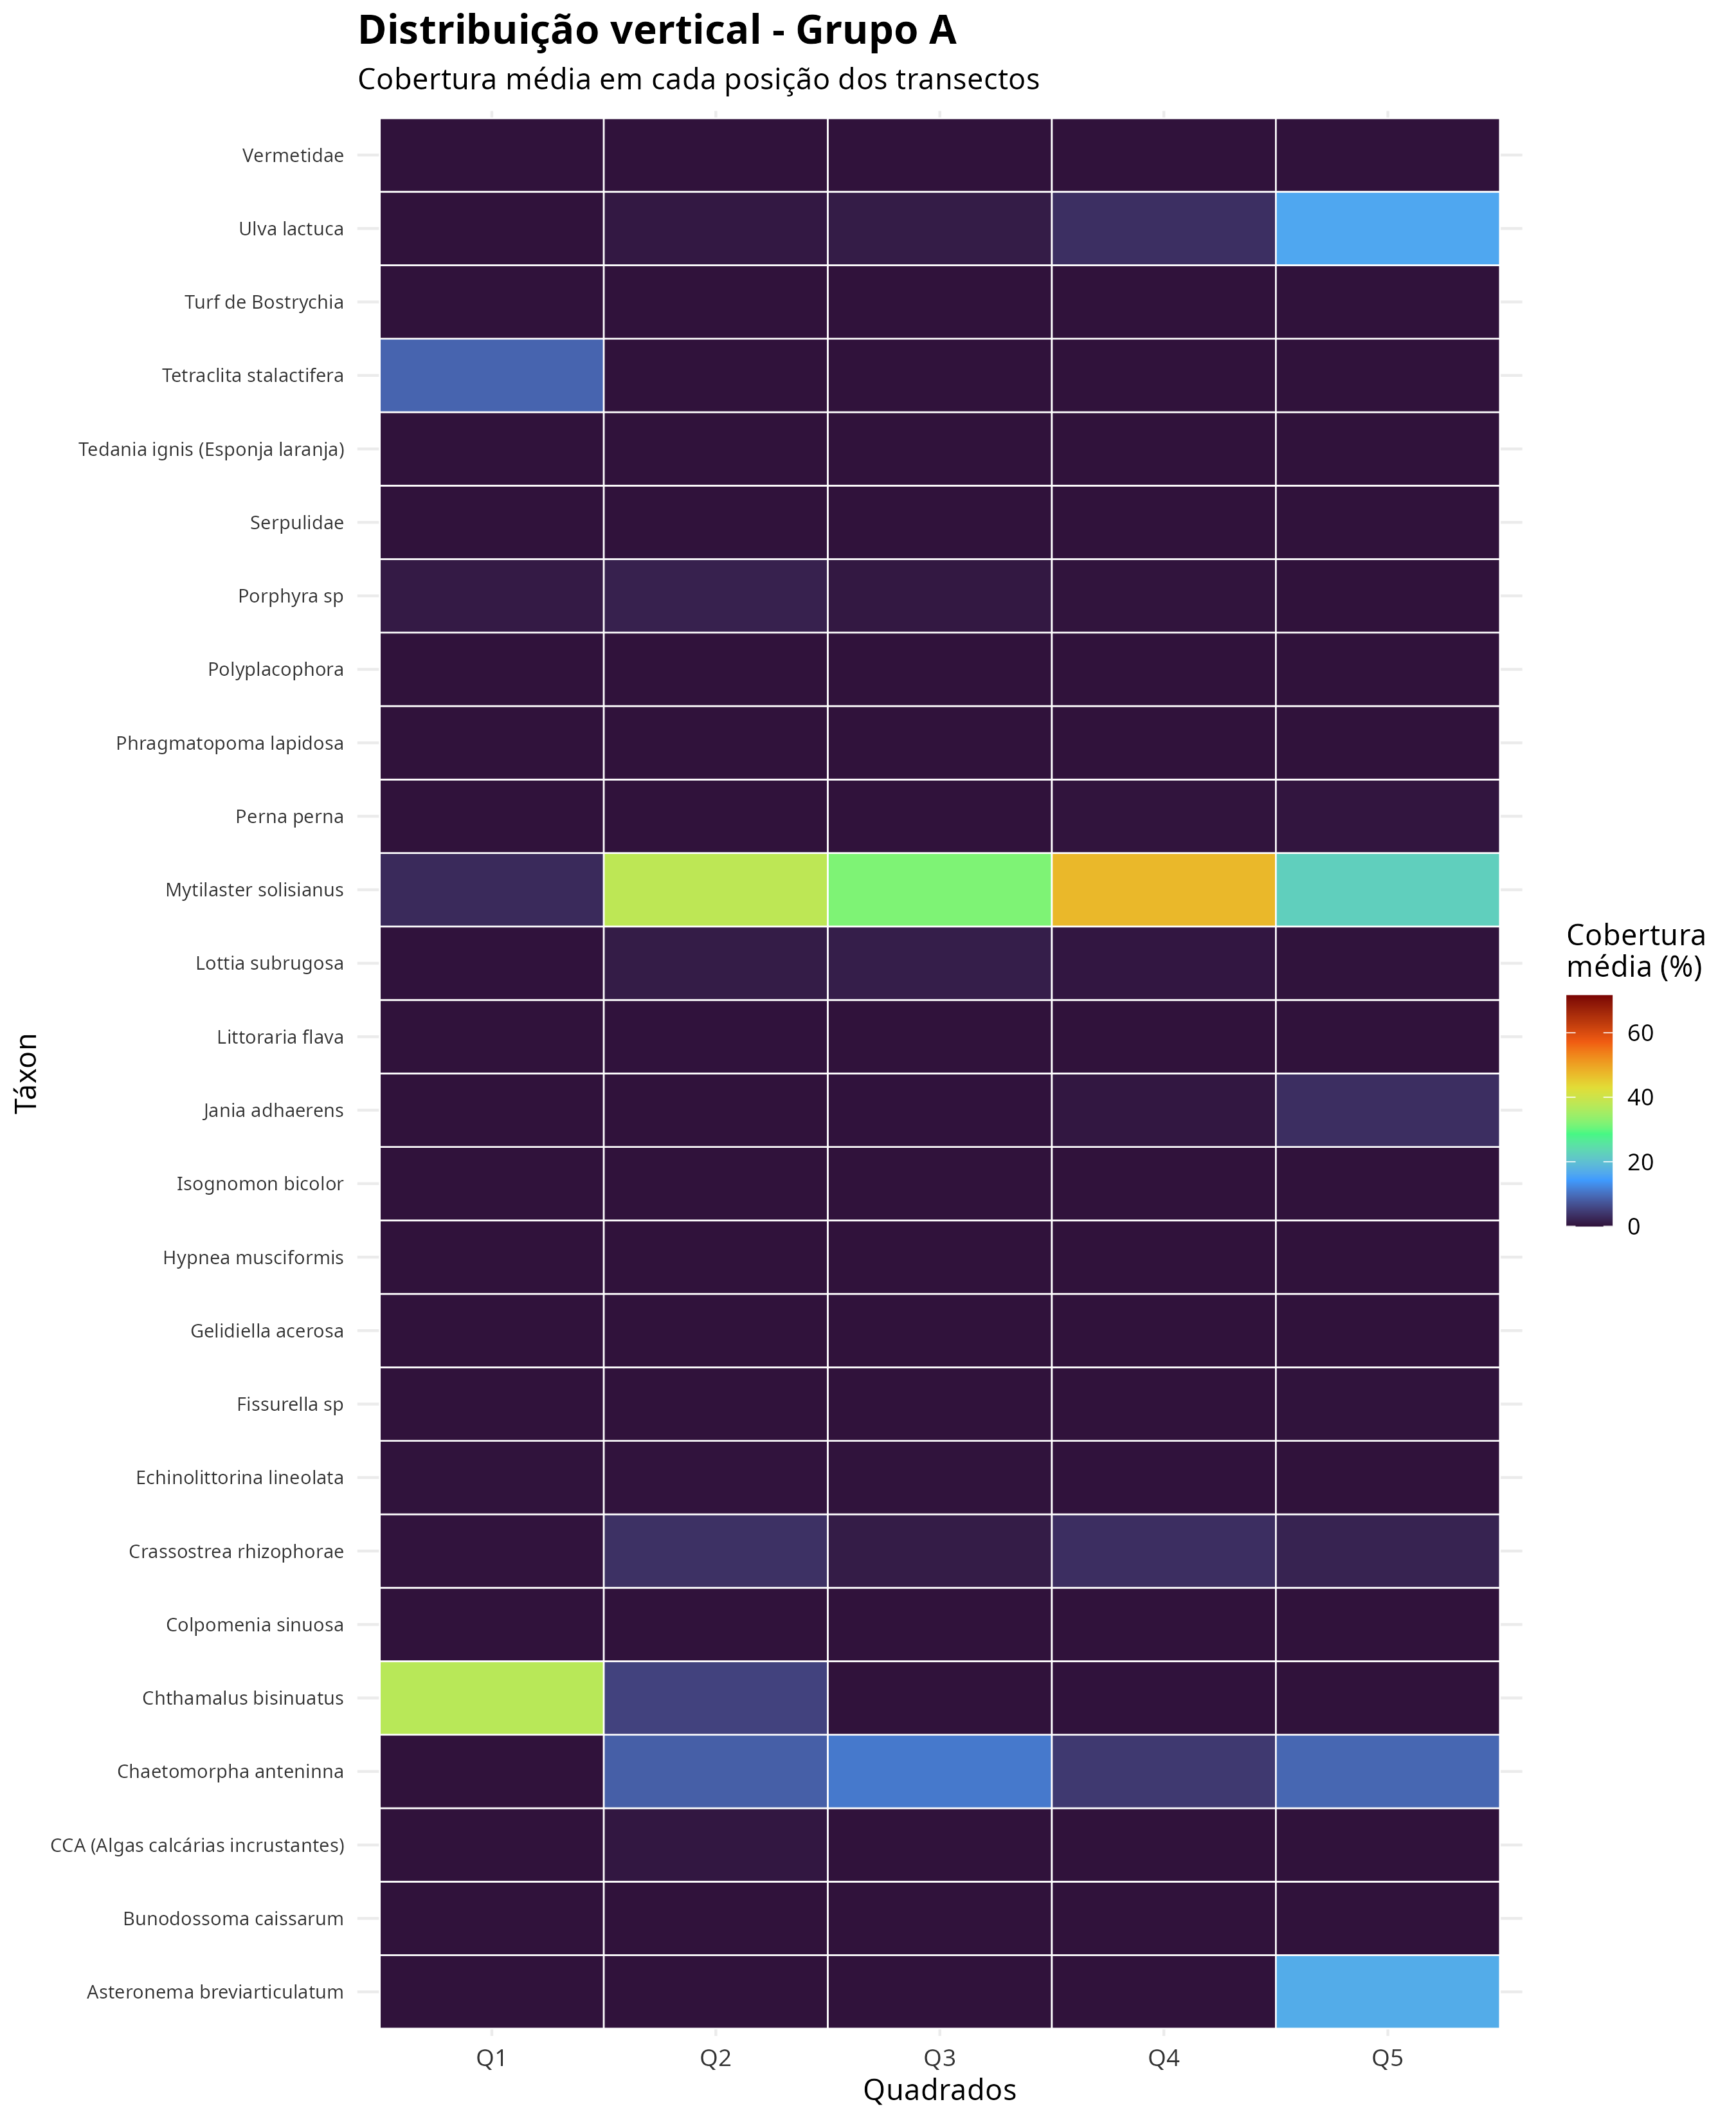 Distribuição vertical - Grupo A
Cobertura média em cada posição dos transectos
Vermetidae
Ulva lactuca
Turf de Bostrychia
Tetraclita stalactifera
Tedania ignis (Esponja laranja)
Serpulidae
Porphyra sp
Polyplacophora
Phragmatopoma lapidosa
Perna perna
Mytilaster solisianus
Lottia subrugosa
Littoraria flava
Jania adhaerens
Isognomon bicolor
Hypnea musciformis
Gelidiella acerosa
Fissurella sp
Echinolittorina lineolata
Crassostrea rhizophorae
Colpomenia sinuosa
Chthamalus bisinuatus
Chaetomorpha anteninna
CCA (Algas calcárias incrustantes)
Bunodossoma caissarum
Asteronema breviarticulatum
Táxon
Q1 Q2 Q3 Q4 Q5
Quadrados
Cobertura
média (%)
60
40
20
0